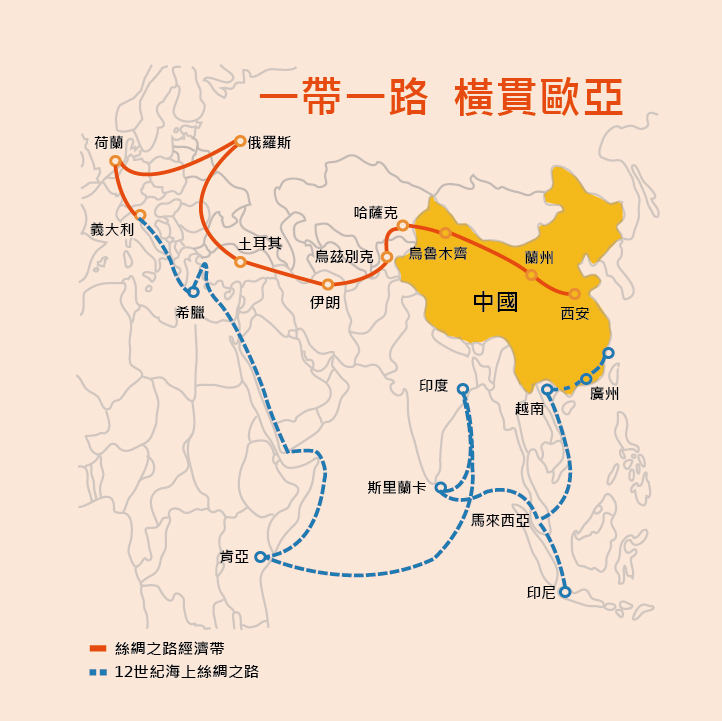 一帶一路 橫貫歐亞
荷蘭
俄羅斯
義大利
土耳其
哈薩克
烏茲別克
烏魯木齊
蘭州
伊朗
中國
西安
希臘
印度
廣州
越南
斯里蘭卡
馬來西亞
肯亞
印尼
絲綢之路經濟帶
12世紀海上絲綢之路